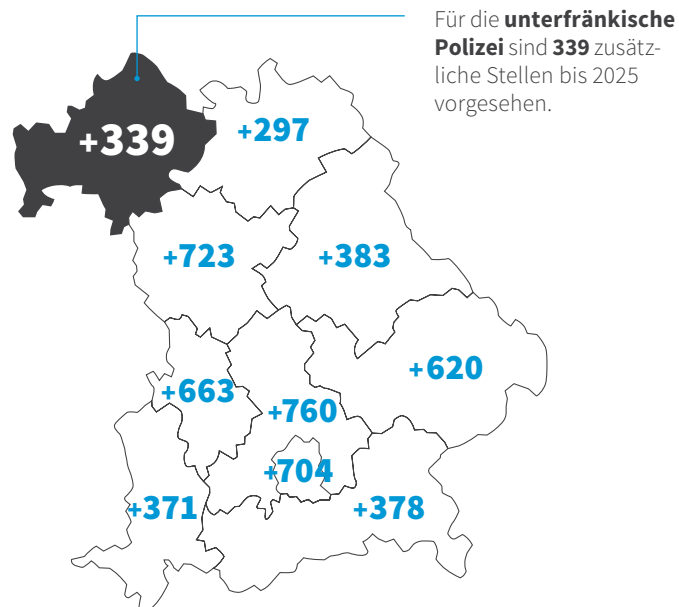 Für die unterfränkische
Polizei sind 339 zusätz-
liche Stellen bis 2025
vorgesehen.
+339
+297
+723
+383
+620
+663
+760
+704
+371
+378